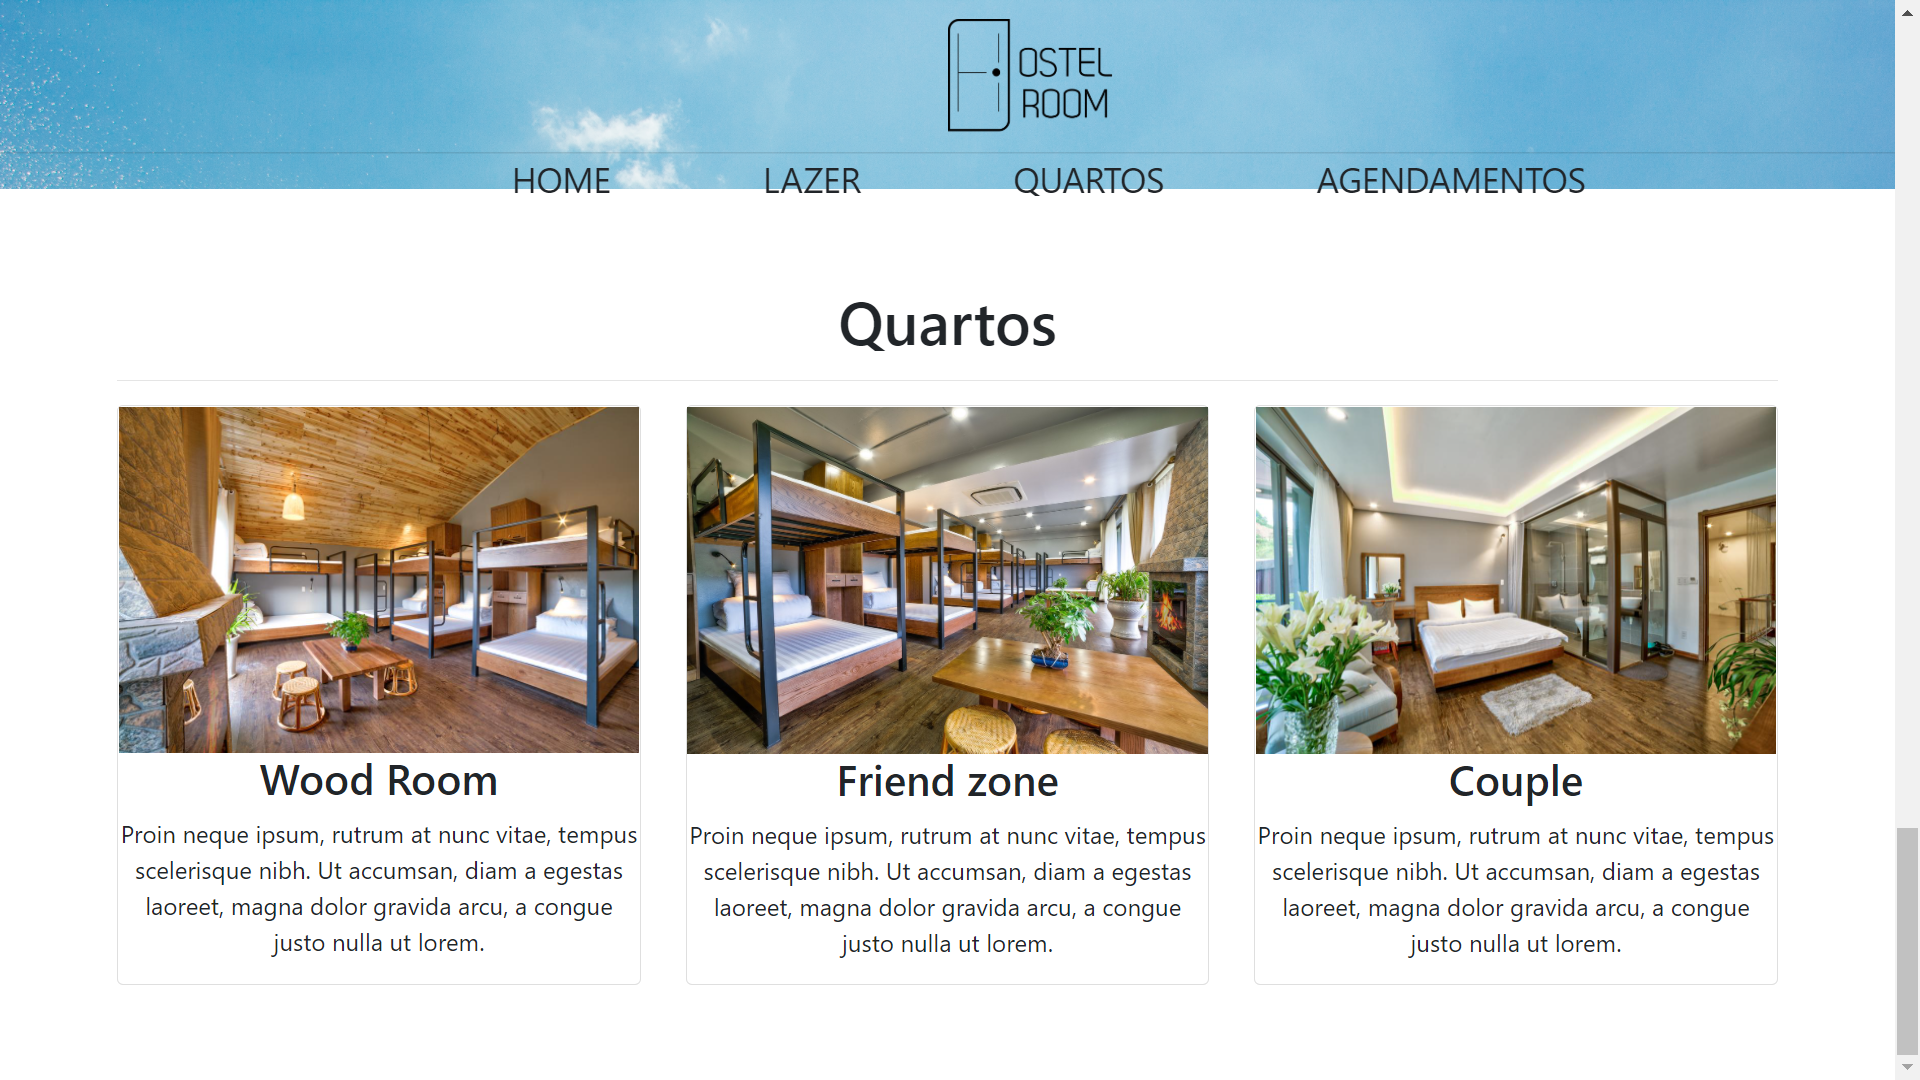 HOSTEL
ROOM
HOME LAZER QUARTOS AGENDAMENTOS
Quartos
Wood Room
Proin neque ipsum, rutrum at nunc vitae, tempus
scelerisque nibh. Ut accumsan, diam a egestas
laoreet, magna dolor gravida arcu, a congue
justo nulla ut lorem.
Friend zone
Proin neque ipsum, rutrum at nunc vitae, tempus
scelerisque nibh. Ut accumsan, diam a egestas
laoreet, magna dolor gravida arcu, a congue
justo nulla ut lorem.
Couple
Proin neque ipsum, rutrum at nunc vitae, tempus
scelerisque nibh. Ut accumsan, diam a egestas
laoreet, magna dolor gravida arcu, a congue
justo nulla ut lorem.